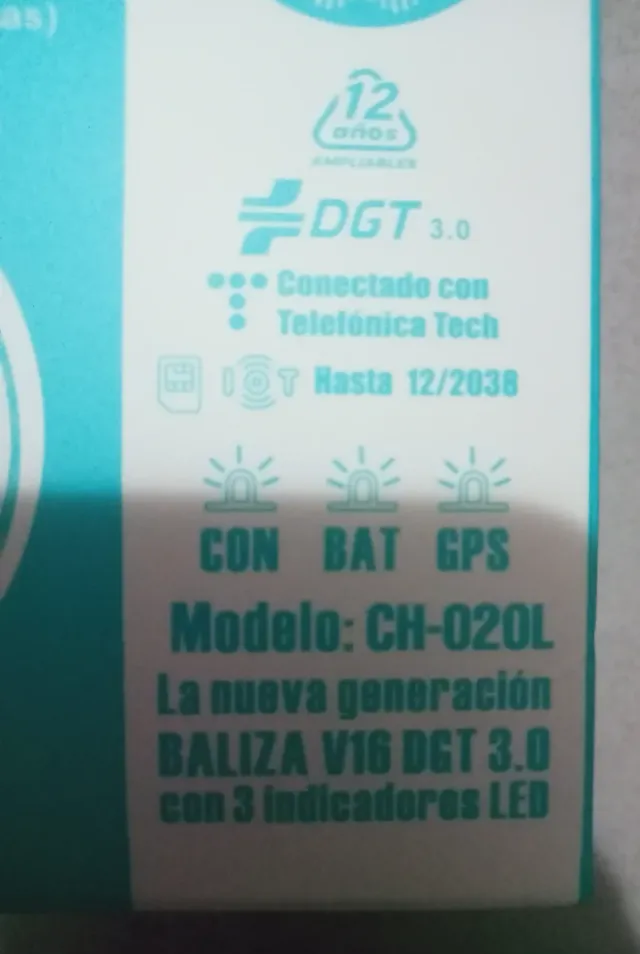 as)
12
años
AMPLIABLES
DGT 3.0
Conectado con
Telefónica Tech
IOT Hasta 12/2038
CON BAT GPS
Modelo: CH-020L
La nueva generación
BALIZA V16 DGT 3.0
con 3 indicadores LED